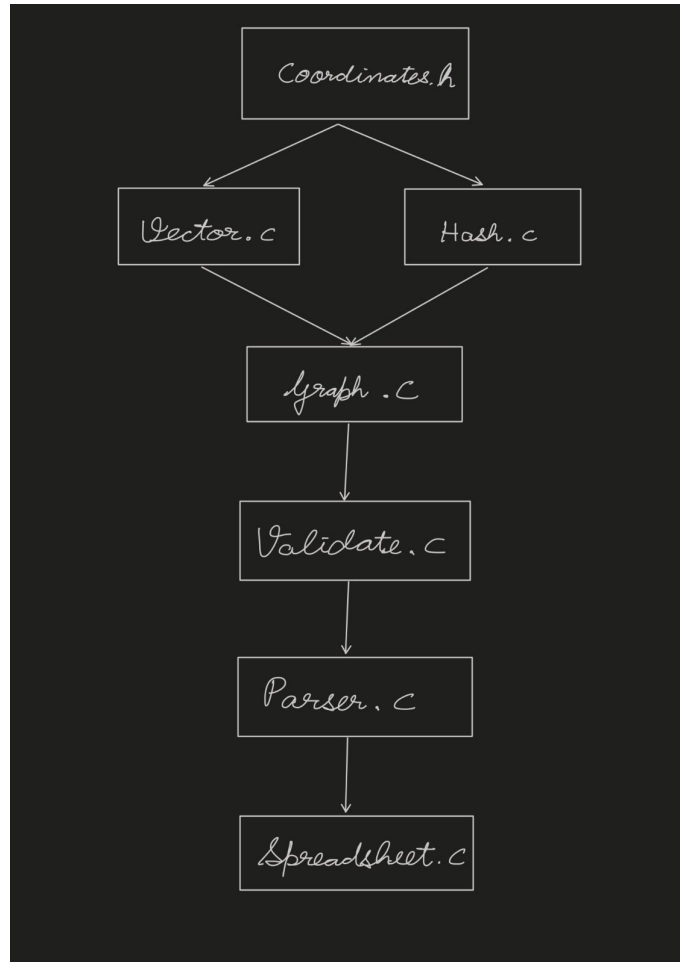 Coordinates.h
Vector.c
Hash.c
Graph.c
Validate.c
Parser.c
Spreadsheet.c